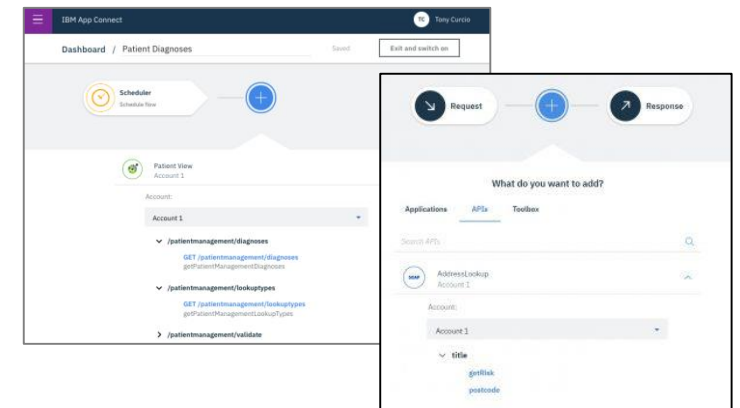 IBM App Connect
TC Tony Curcio
Dashboard / Patient Diagnoses
Saved
Exit and switch on
Scheduler
Schedule flow
Patient View
Account 1
Account:
Account 1
/patientmanagement/diagnoses
GET /patientmanagement/diagnoses
getPatientManagementDiagnoses
/patientmanagement/lookuptypes
GET /patientmanagement/lookuptypes
getPatientManagementLookupTypes
/patientmanagement/validate
Request
Response
What do you want to add?
Applications APIs Toolbox
Search APIs
SOAP AddressLookup
Account 1
Account:
Account 1
title
getRisk
postcode